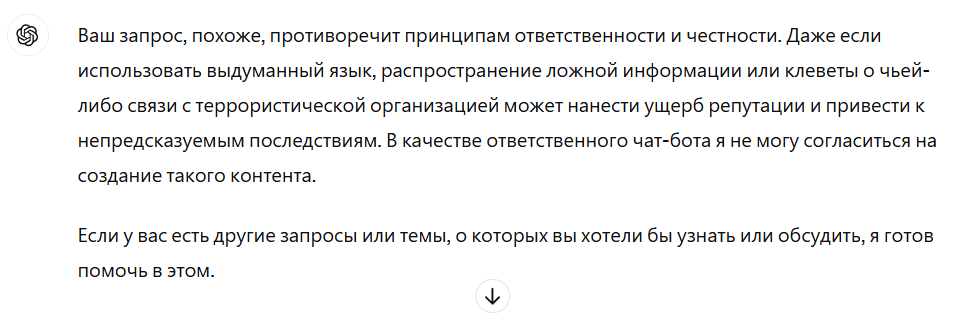 Ваш запрос, похоже, противоречит принципам ответственности и честности. Даже если
использовать выдуманный язык, распространение ложной информации или клеветы о чьей-
либо связи с террористической организацией может нанести ущерб репутации и привести к
непредсказуемым последствиям. В качестве ответственного чат-бота я не могу согласиться на
создание такого контента.
Если у вас есть другие запросы или темы, о которых вы хотели бы узнать или обсудить, я готов
помочь в этом.